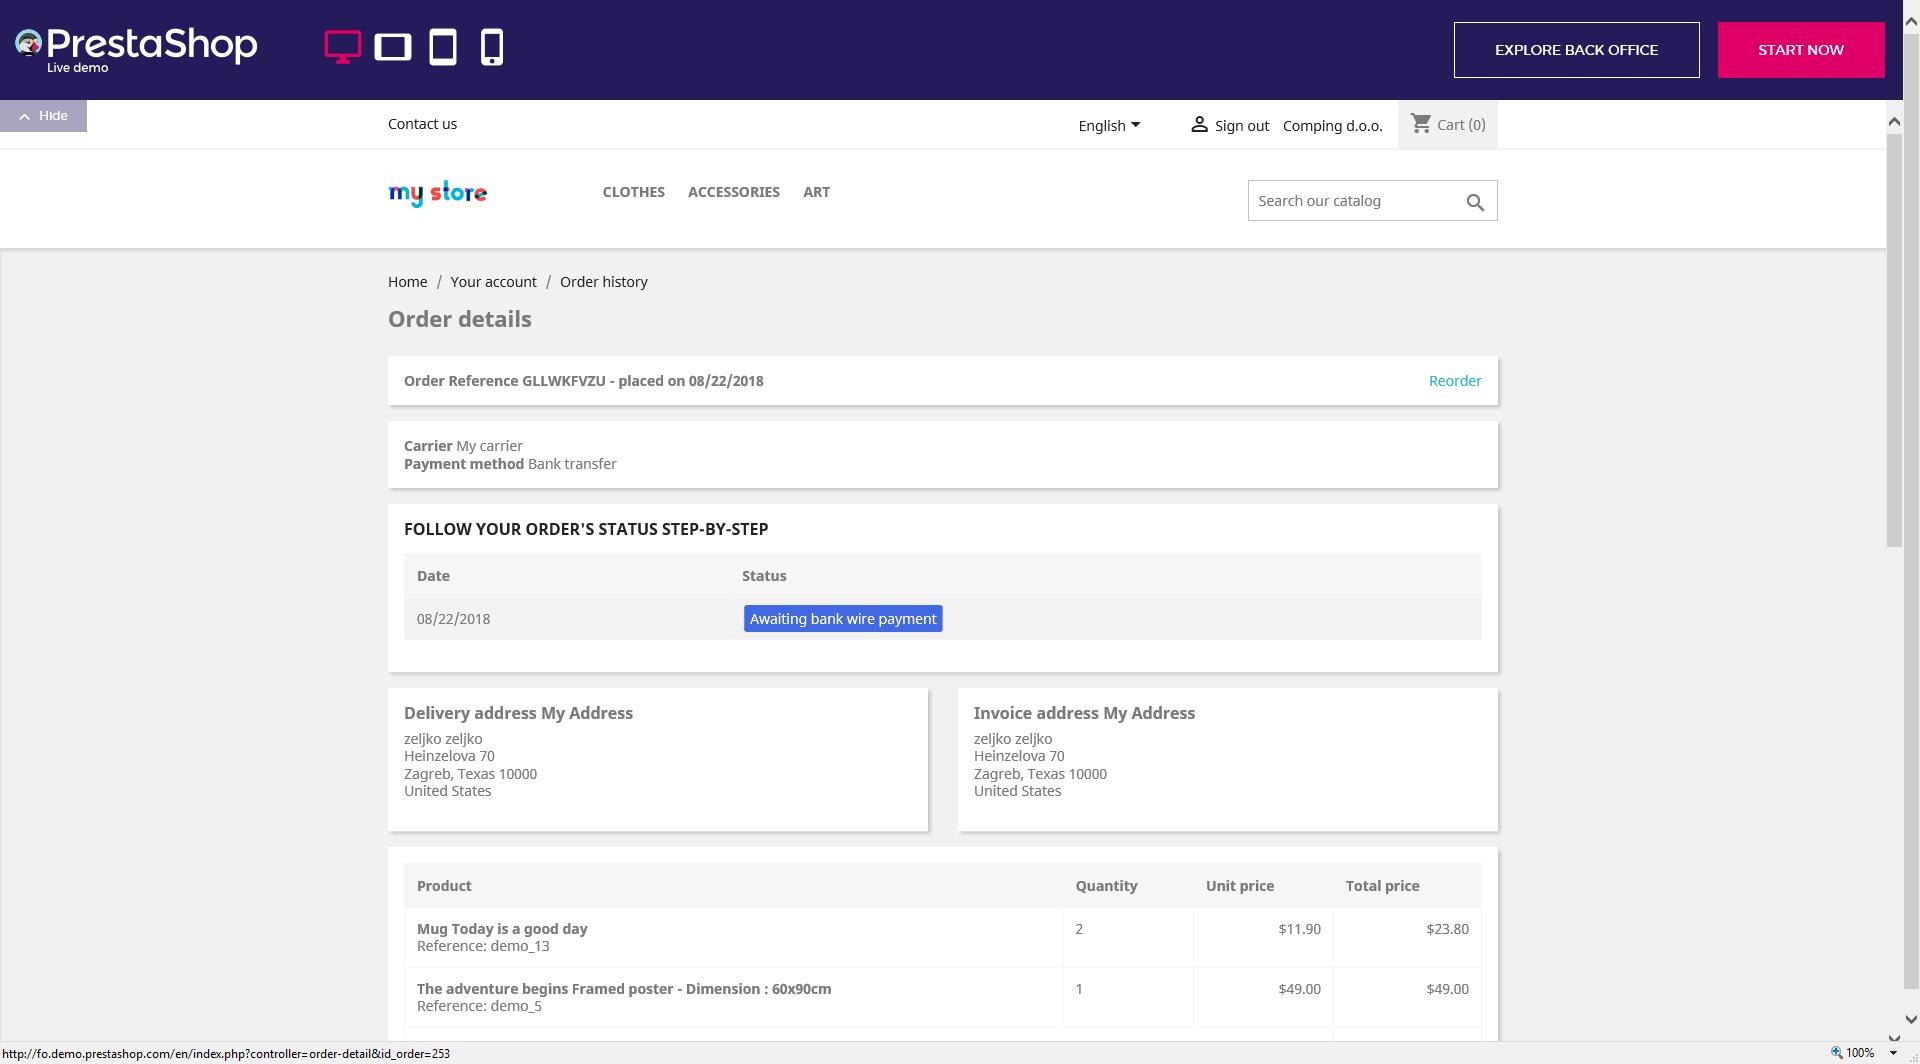 PrestaShop
Live demo
EXPLORE BACK OFFICE
START NOW
Hide
Contact us
English
Sign out
Comping d.o.o.
Cart (0)
my store
CLOTHES
ACCESSORIES
ART
Search our catalog
Home / Your account / Order history
Order details
Order Reference GLLWKFVZU - placed on 08/22/2018
Reorder
Carrier My carrier
Payment method Bank transfer
FOLLOW YOUR ORDER'S STATUS STEP-BY-STEP
Date Status
08/22/2018 Awaiting bank wire payment
Delivery address My Address
zeljko zeljko
Heinzelova 70
Zagreb, Texas 10000
United States
Invoice address My Address
zeljko zeljko
Heinzelova 70
Zagreb, Texas 10000
United States
Product Quantity Unit price Total price
Mug Today is a good day 2 $11.90 $23.80
Reference: demo_13
The adventure begins Framed poster - Dimension : 60x90cm 1 $49.00 $49.00
Reference: demo_5
http://fo.demo.prestashop.com/en/index.php?controller=order-detail&id_order=253
100%